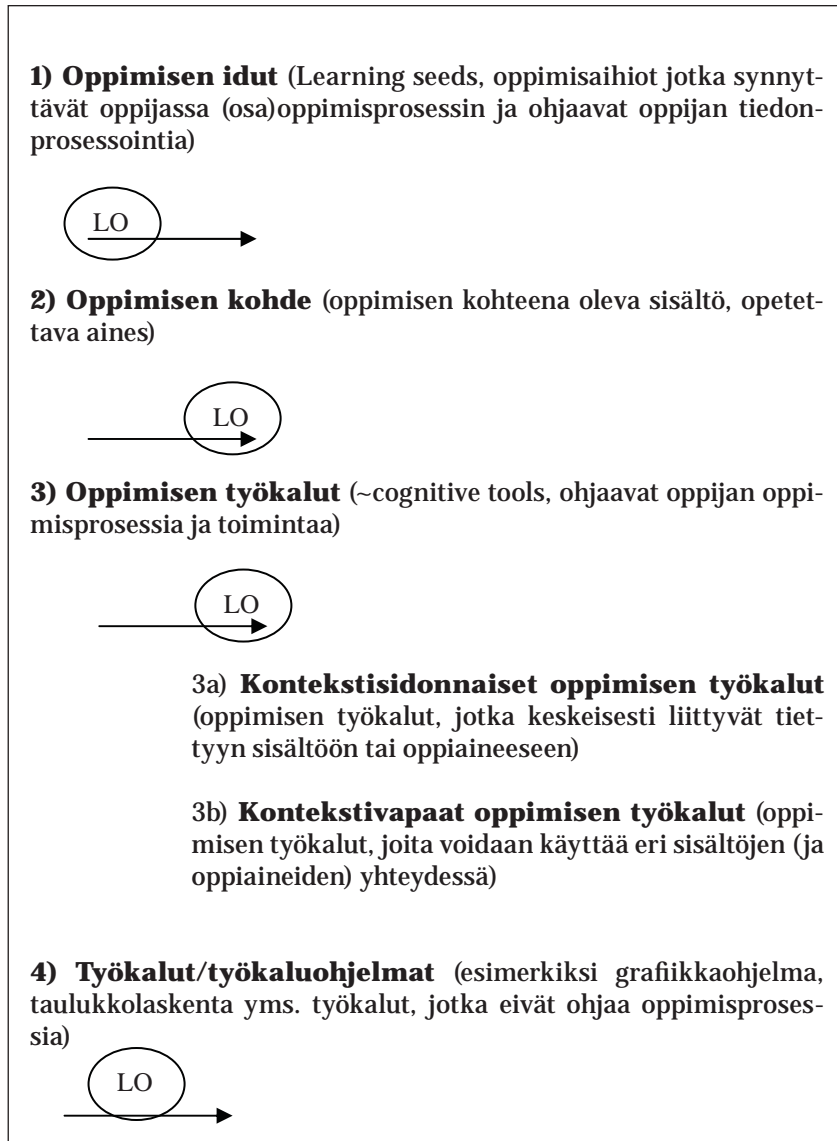 1) Oppimisen idut (Learning seeds, oppimisaihiot jotka synnyt-
tävät oppijassa (osa)oppimisprosessin ja ohjaavat oppijan tiedon-
prosessointia)
LO
2) Oppimisen kohde (oppimisen kohteena oleva sisältö, opetet-
tava aines)
LO
3) Oppimisen työkalut (~cognitive tools, ohjaavat oppijan oppi-
misprosessia ja toimintaa)
LO
3a) Kontekstisidonnaiset oppimisen työkalut
(oppimisen työkalut, jotka keskeisesti liittyvät tiet-
tyyn sisältöön tai oppiaineeseen)
3b) Kontekstivapaat oppimisen työkalut (oppi-
misen työkalut, joita voidaan käyttää eri sisältöjen (ja
oppiaineiden) yhteydessä)
4) Työkalut/työkaluohjelmat (esimerkiksi grafiikkaohjelma,
taulukkolaskenta yms. työkalut, jotka eivät ohjaa oppimisproses-
sia)
LO